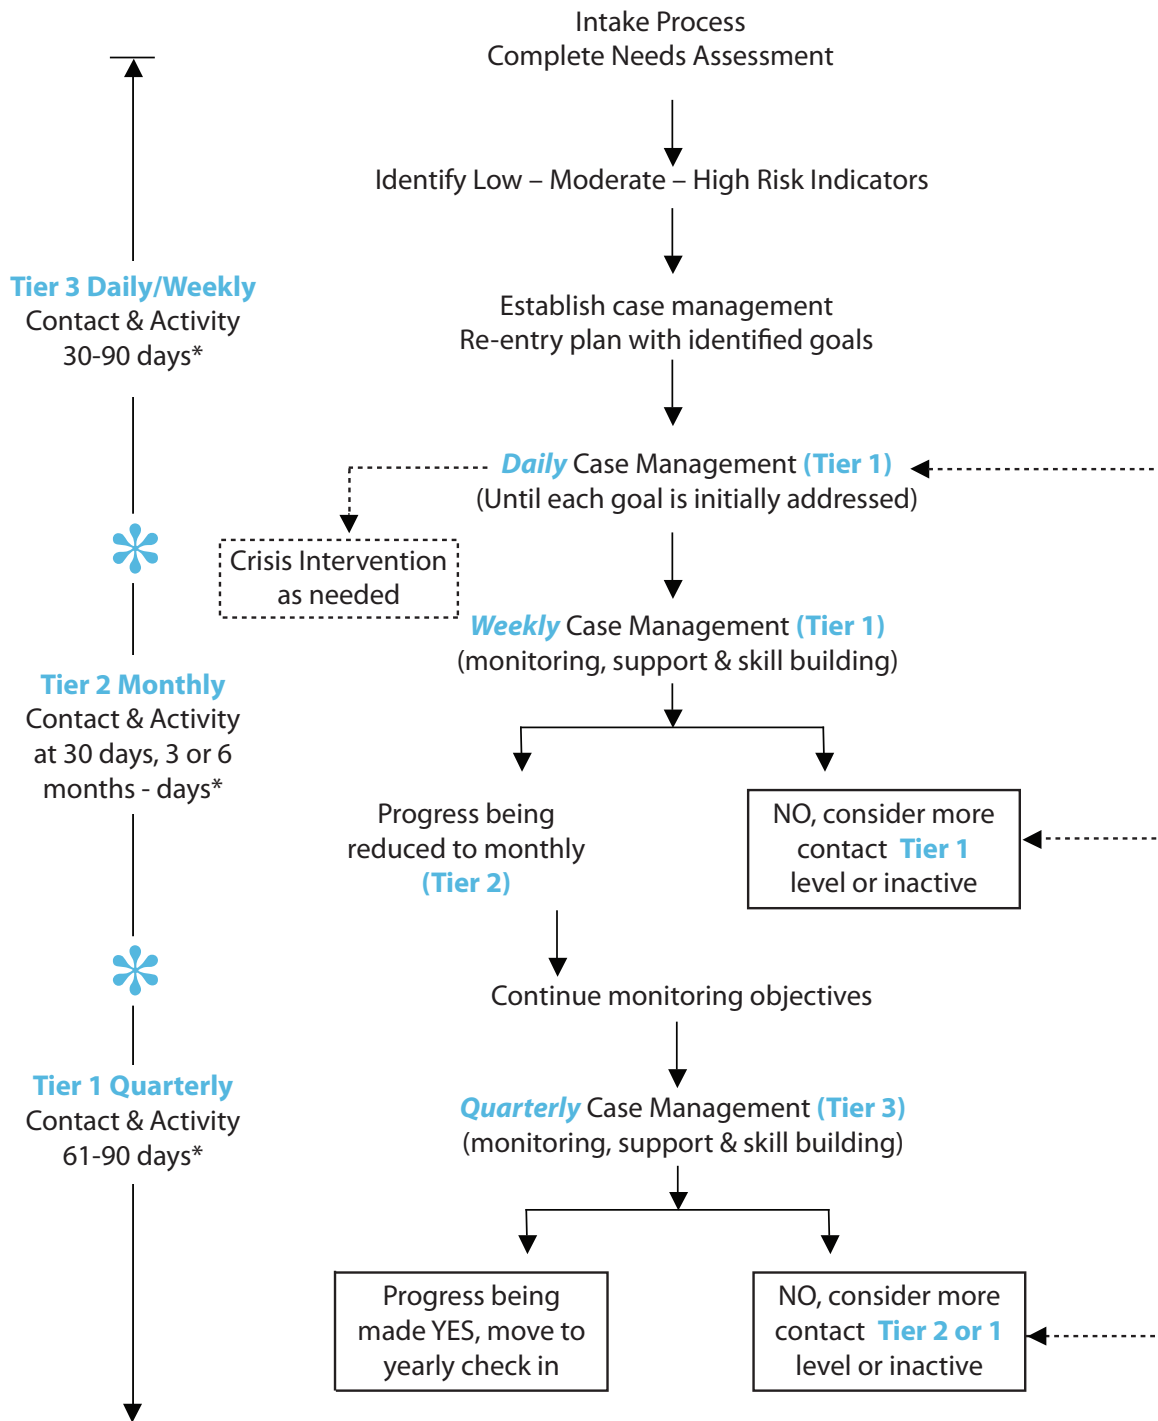 Intake Process
Complete Needs Assessment
Identify Low – Moderate – High Risk Indicators
Tier 3 Daily/Weekly
Contact & Activity
30-90 days*
Establish case management
Re-entry plan with identified goals
Daily Case Management (Tier 1)
(Until each goal is initially addressed)
Crisis Intervention
as needed
Weekly Case Management (Tier 1)
(monitoring, support & skill building)
Tier 2 Monthly
Contact & Activity
at 30 days, 3 or 6
months - days*
Progress being
reduced to monthly
(Tier 2)
NO, consider more
contact Tier 1
level or inactive
Continue monitoring objectives
Tier 1 Quarterly
Contact & Activity
61-90 days*
Quarterly Case Management (Tier 3)
(monitoring, support & skill building)
Progress being
made YES, move to
yearly check in
NO, consider more
contact Tier 2 or 1
level or inactive